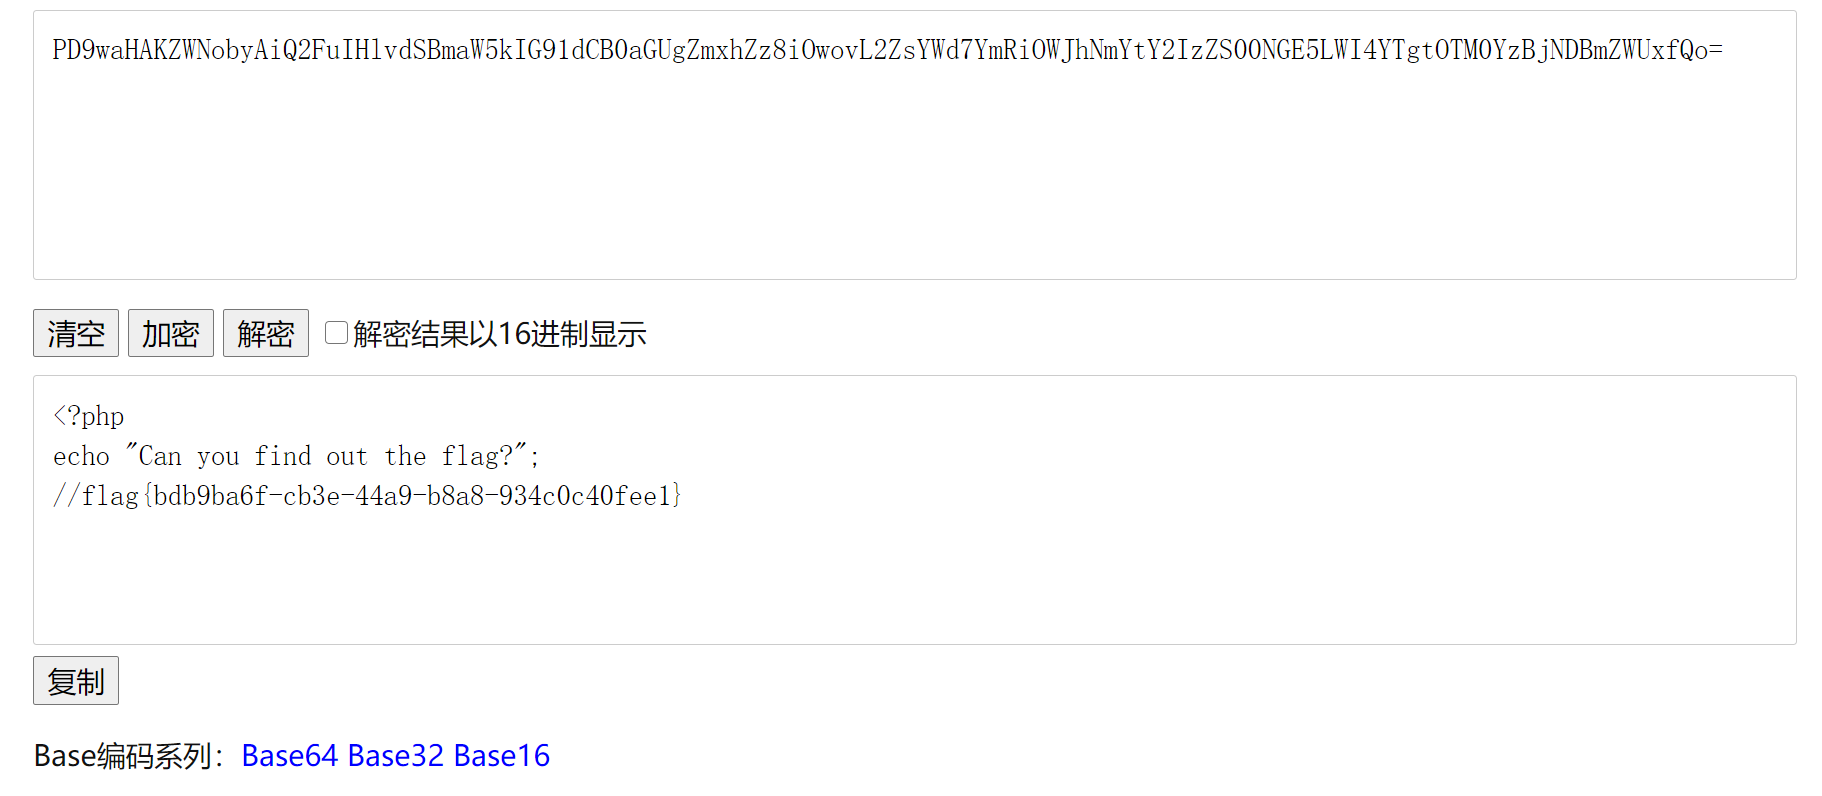 PD9waHAKZWNobyAiQ2FuIHlvdSBmaW5kIG91dCB0aGUgZmxhZz8iOwovL2ZsYWd7YmRiOWJhNmYtY2IzZS00NGE5LWI4YTgtOTM0YzBjNDBmZWUxfQo=
清空 加密 解密 解密结果以16进制显示
<?php
echo "Can you find out the flag?";
//flag{bdb9ba6f-cb3e-44a9-b8a8-934c0c40fee1}
复制
Base编码系列：Base64 Base32 Base16